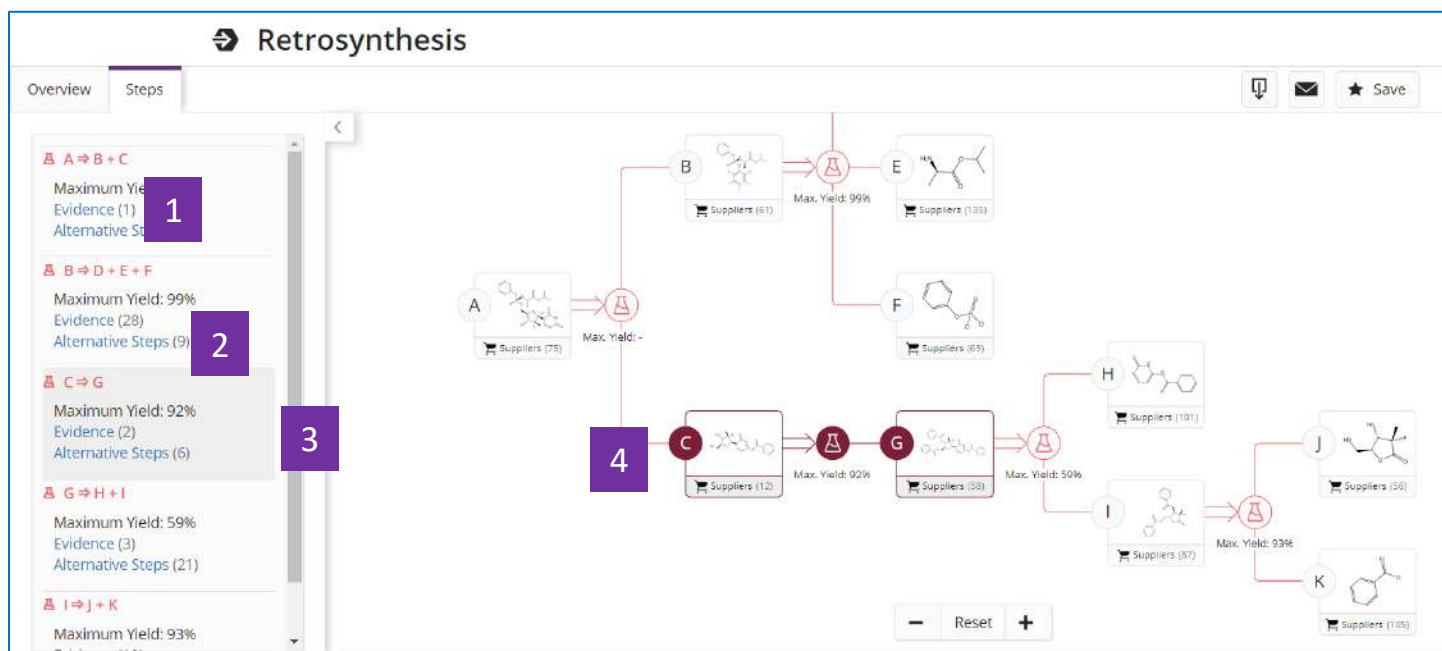 Retrosynthesis
Overview
Steps
Save
A ⇒ B + C
Maximum
Evidence (1)
Alternative
1
B ⇒ D + E + F
Maximum Yield: 99%
Evidence (28)
Alternative Steps (9)
2
C ⇒ G
Maximum Yield: 92%
Evidence (2)
Alternative Steps (6)
3
G ⇒ H + I
Maximum Yield: 59%
Evidence (3)
Alternative Steps (21)
I ⇒ J + K
Maximum Yield: 93%
A
Suppliers (75)
Max. Yield: -
B
Suppliers (61)
Max. Yield: 99%
E
Suppliers (135)
F
Suppliers (65)
4
C
Suppliers (12)
Max. Yield: 92%
G
Suppliers (58)
Max. Yield: 59%
H
Suppliers (101)
I
Suppliers (87)
Max. Yield: 93%
J
Suppliers (56)
K
Suppliers (105)
− Reset +